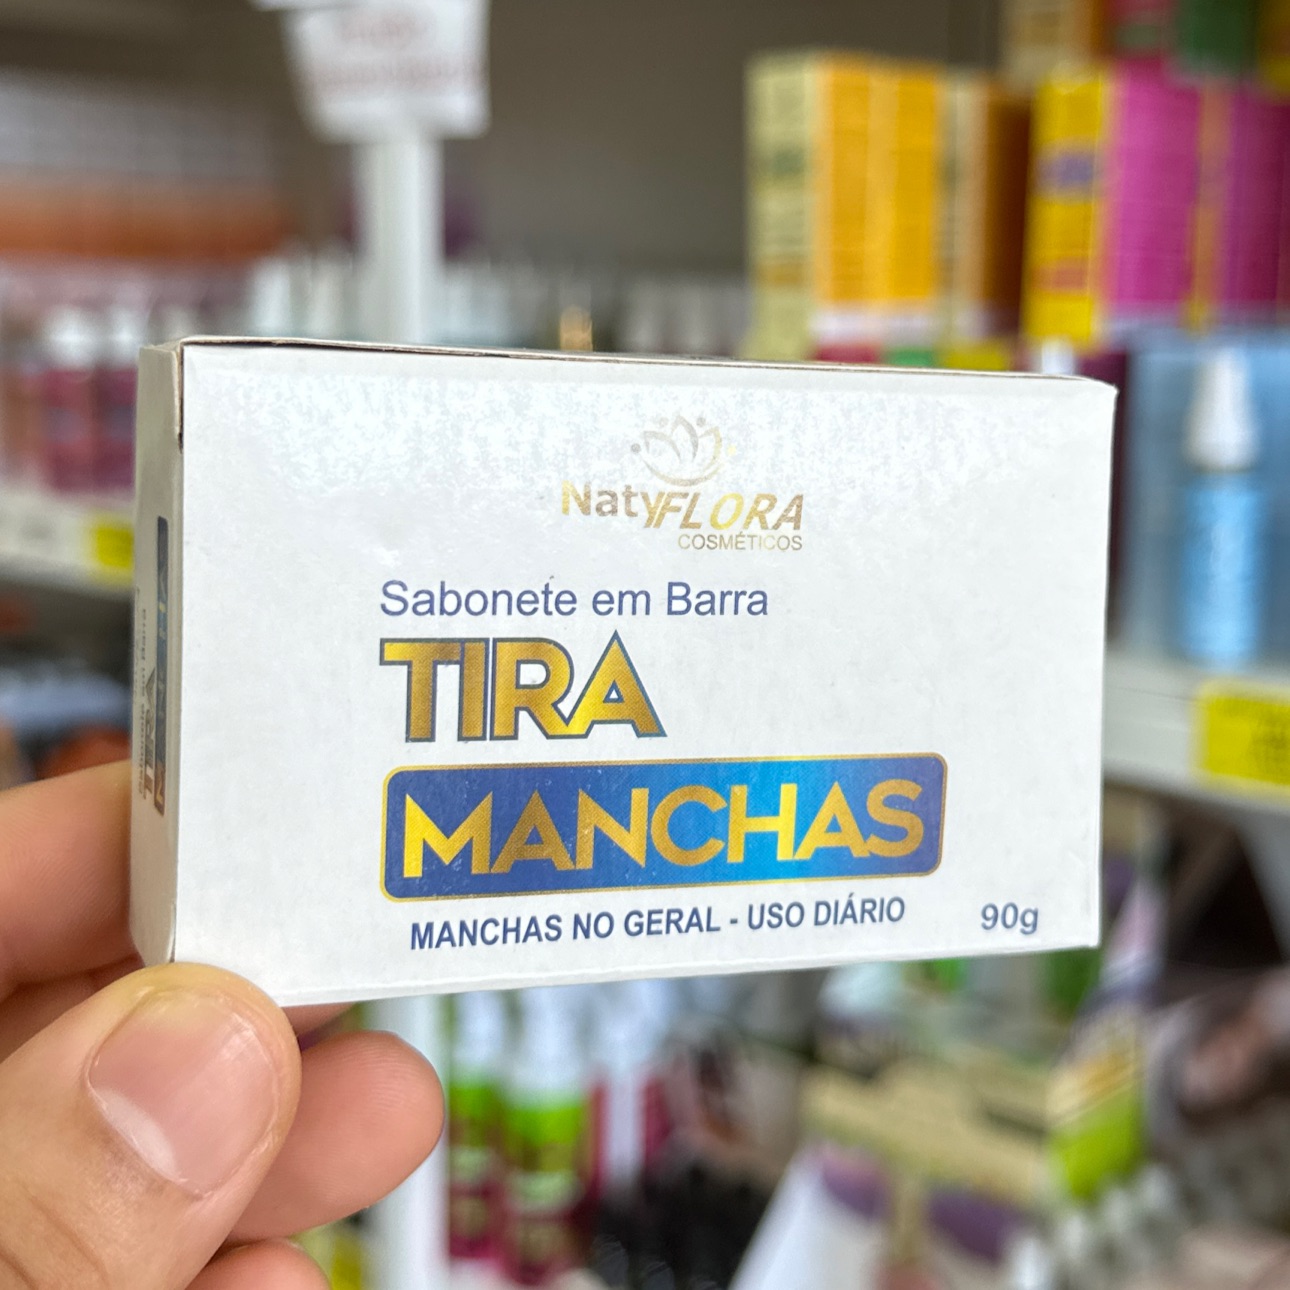 NatyFLORA
COSMÉTICOS
Sabonete em Barra
TIRA
MANCHAS
MANCHAS NO GERAL - USO DIÁRIO
90g